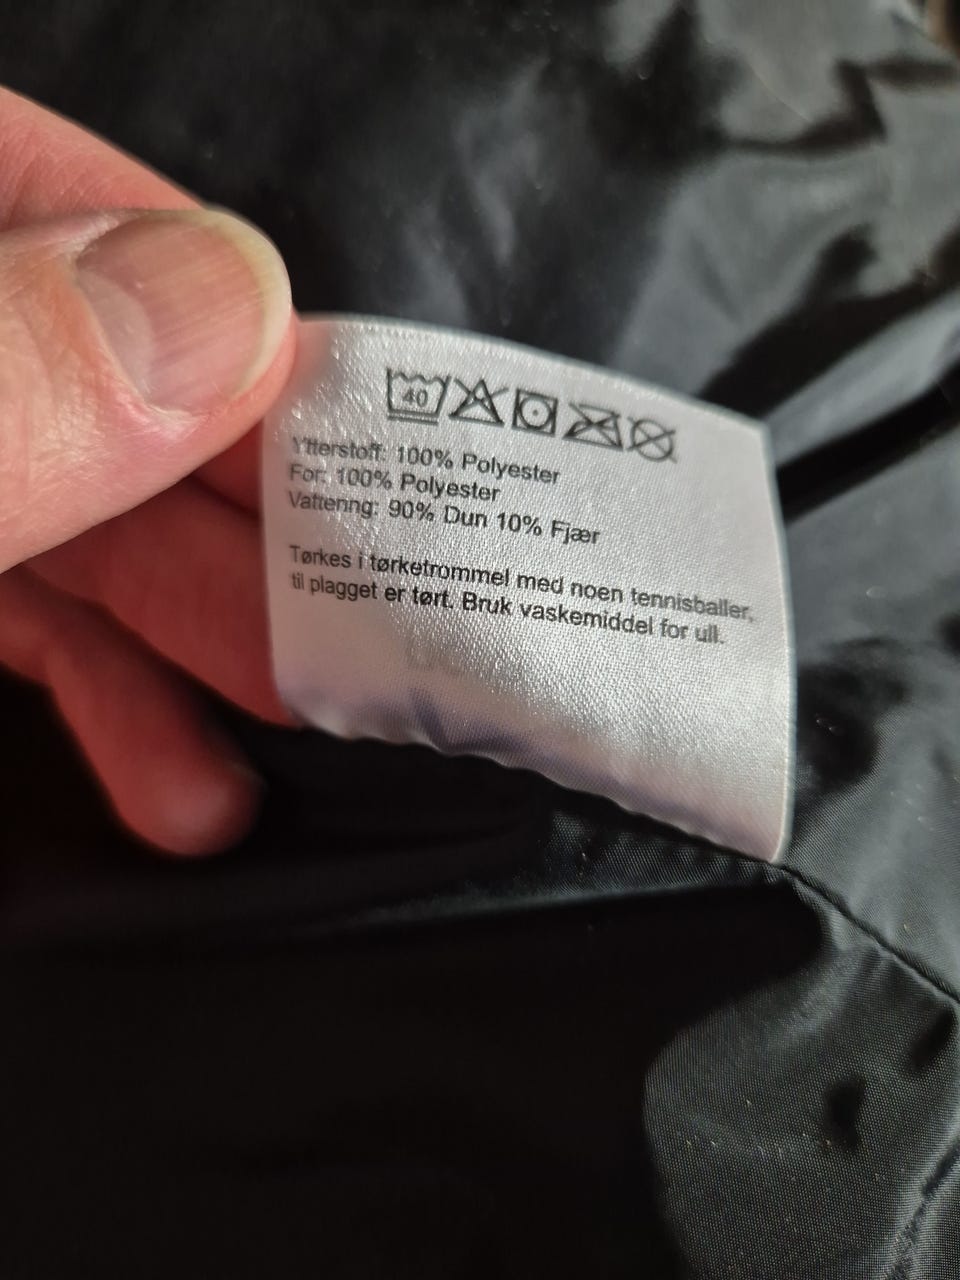 40
Ytterstoff: 100% Polyester
For: 100% Polyester
Vattering: 90% Dun 10% Fjær
Tørkes i tørketrommel med noen tennisballer,
til plagget er tørt. Bruk vaskemiddel for ull.